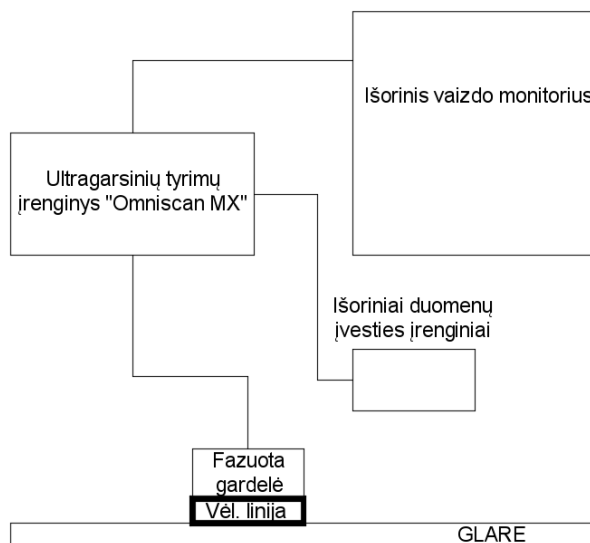 Išorinis vaizdo monitorius
Ultragarsinių tyrimų
įrenginys "Omniscan MX"
Išoriniai duomenų
įvesties įrenginiai
Fazuota
gardelė
Vėl. linija
GLARE